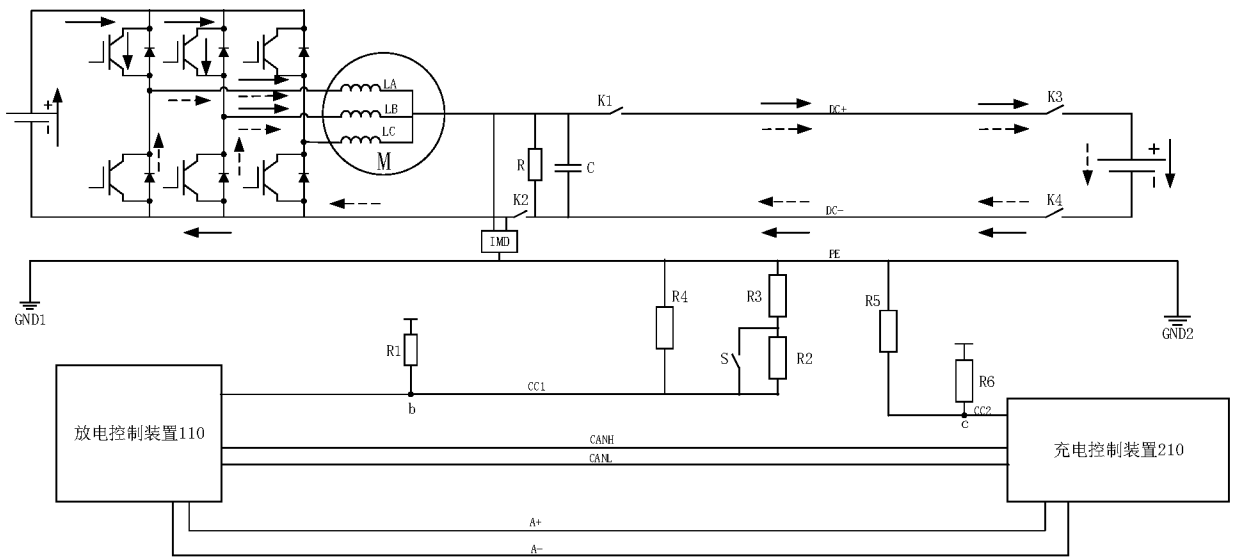 +
-
LA
LB
LC
M
K1
DC+
K3
R
C
+
-
K2
DC-
K4
IMD
PE
GND1
GND2
R4
R3
R5
R1
S
R2
R6
CC1
b
CC2
c
放电控制装置110
CANH
CANL
充电控制装置210
A+
A-